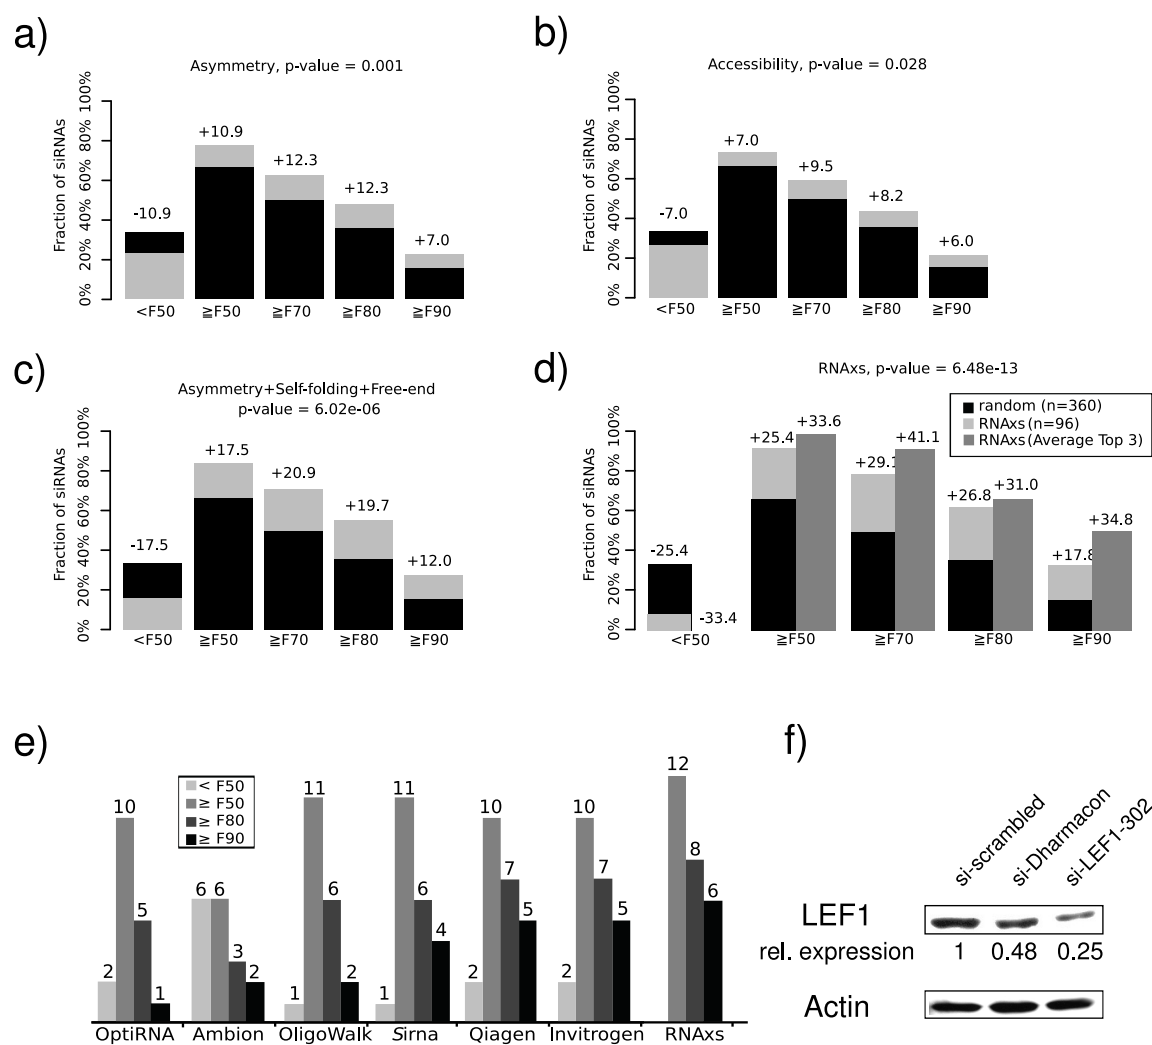 a)
Asymmetry, p-value = 0.001
Fraction of siRNAs
0% 20% 40% 60% 80% 100%
-10.9
+10.9
+12.3
+12.3
+7.0
<F50 ≧F50 ≧F70 ≧F80 ≧F90
b)
Accessibility, p-value = 0.028
Fraction of siRNAs
0% 20% 40% 60% 80% 100%
-7.0
+7.0
+9.5
+8.2
+6.0
<F50 ≧F50 ≧F70 ≧F80 ≧F90
c)
Asymmetry+Self-folding+Free-end
p-value = 6.02e-06
Fraction of siRNAs
0% 20% 40% 60% 80% 100%
-17.5
+17.5
+20.9
+19.7
+12.0
<F50 ≧F50 ≧F70 ≧F80 ≧F90
d)
RNAxs, p-value = 6.48e-13
random (n=360)
RNAxs (n=96)
RNAxs (Average Top 3)
Fraction of siRNAs
0% 20% 40% 60% 80% 100%
-25.4
-33.4
+25.4
+33.6
+29.1
+41.1
+26.8
+31.0
+17.8
+34.8
<F50 ≧F50 ≧F70 ≧F80 ≧F90
e)
< F50
≥ F50
≥ F80
≥ F90
2 10 5 1
6 6 3 2
1 11 6 2
1 11 6 4
2 10 7 5
2 10 7 5
12 8 6
OptiRNA Ambion OligoWalk Sirna Qiagen Invitrogen RNAxs
f)
si-scrambled
si-Dharmacon
si-LEF1-302
LEF1
rel. expression 1 0.48 0.25
Actin